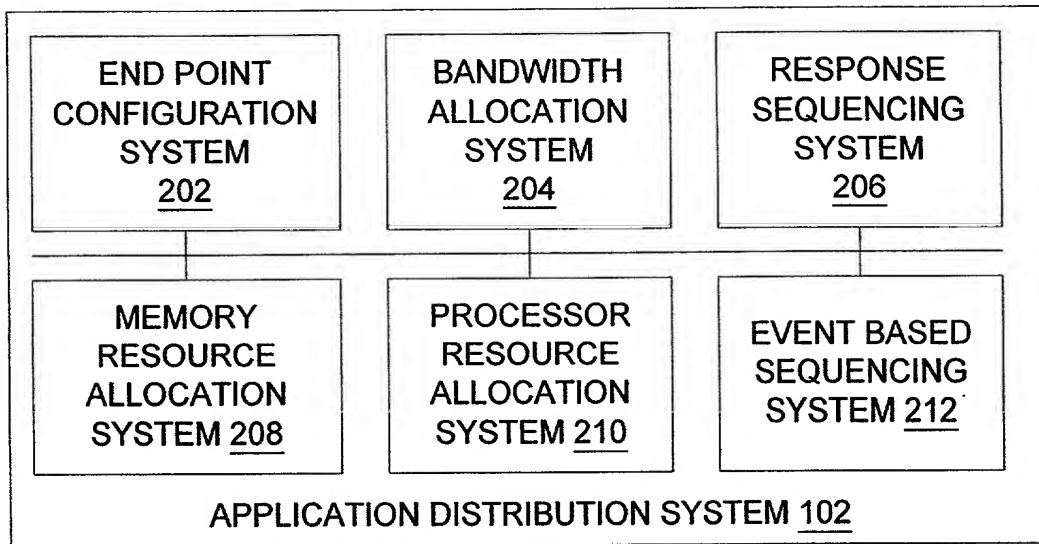 END POINT
CONFIGURATION
SYSTEM
202
BANDWIDTH
ALLOCATION
SYSTEM
204
RESPONSE
SEQUENCING
SYSTEM
206
MEMORY
RESOURCE
ALLOCATION
SYSTEM 208
PROCESSOR
RESOURCE
ALLOCATION
SYSTEM 210
EVENT BASED
SEQUENCING
SYSTEM 212
APPLICATION DISTRIBUTION SYSTEM 102